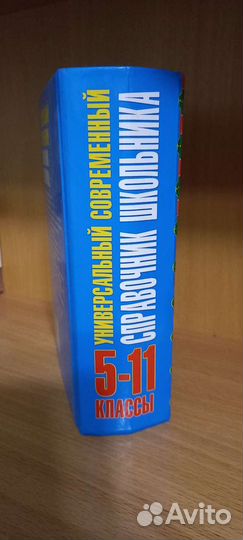 УНИВЕРСАЛЬНЫЙ СОВРЕМЕННЫЙ
СПРАВОЧНИК ШКОЛЬНИКА
5-11
КЛАССЫ
Avito